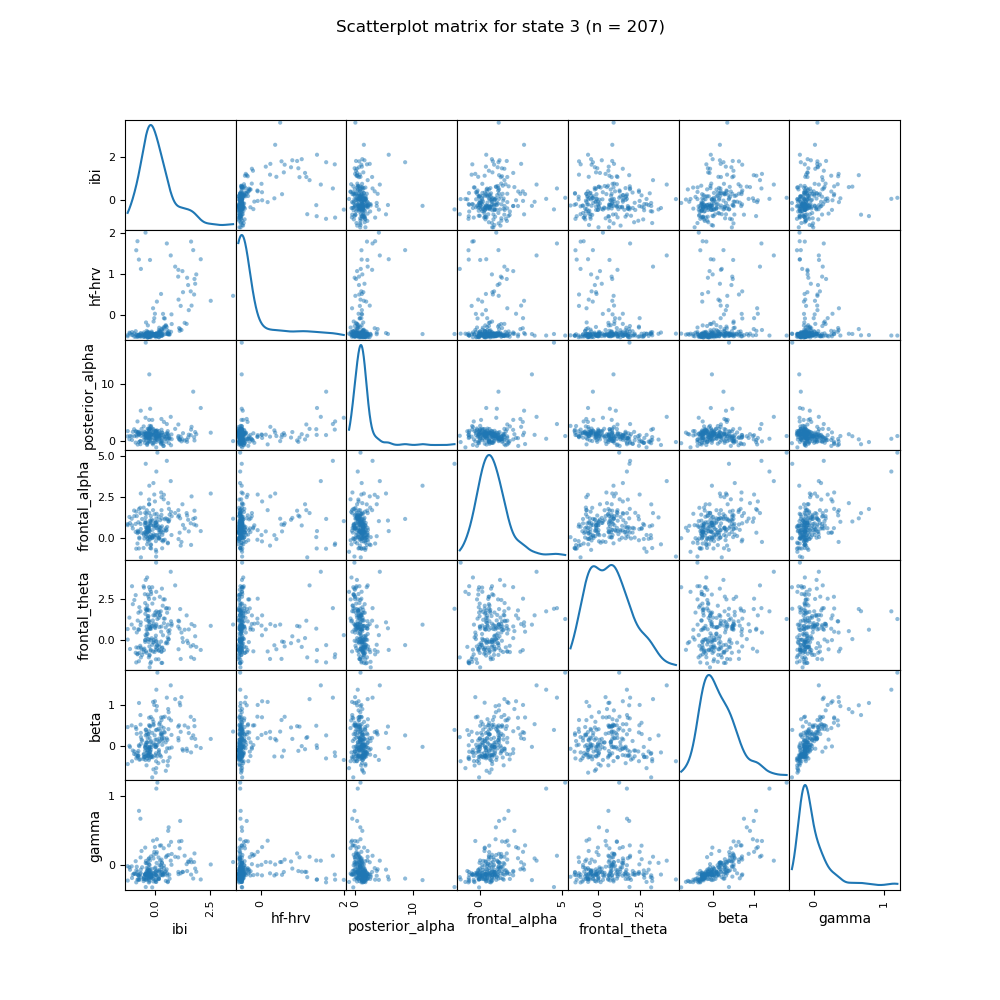 Scatterplot matrix for state 3 (n = 207)
ibi
2
0
hf-hrv
2
1
0
posterior_alpha
10
0
frontal_alpha
5.0
2.5
0.0
frontal_theta
2.5
0.0
beta
1
0
gamma
1
0
0.0 2.5 0 2 0 10 0 5 0.0 2.5 0 1 0 1
ibi hf-hrv posterior_alpha frontal_alpha frontal_theta beta gamma